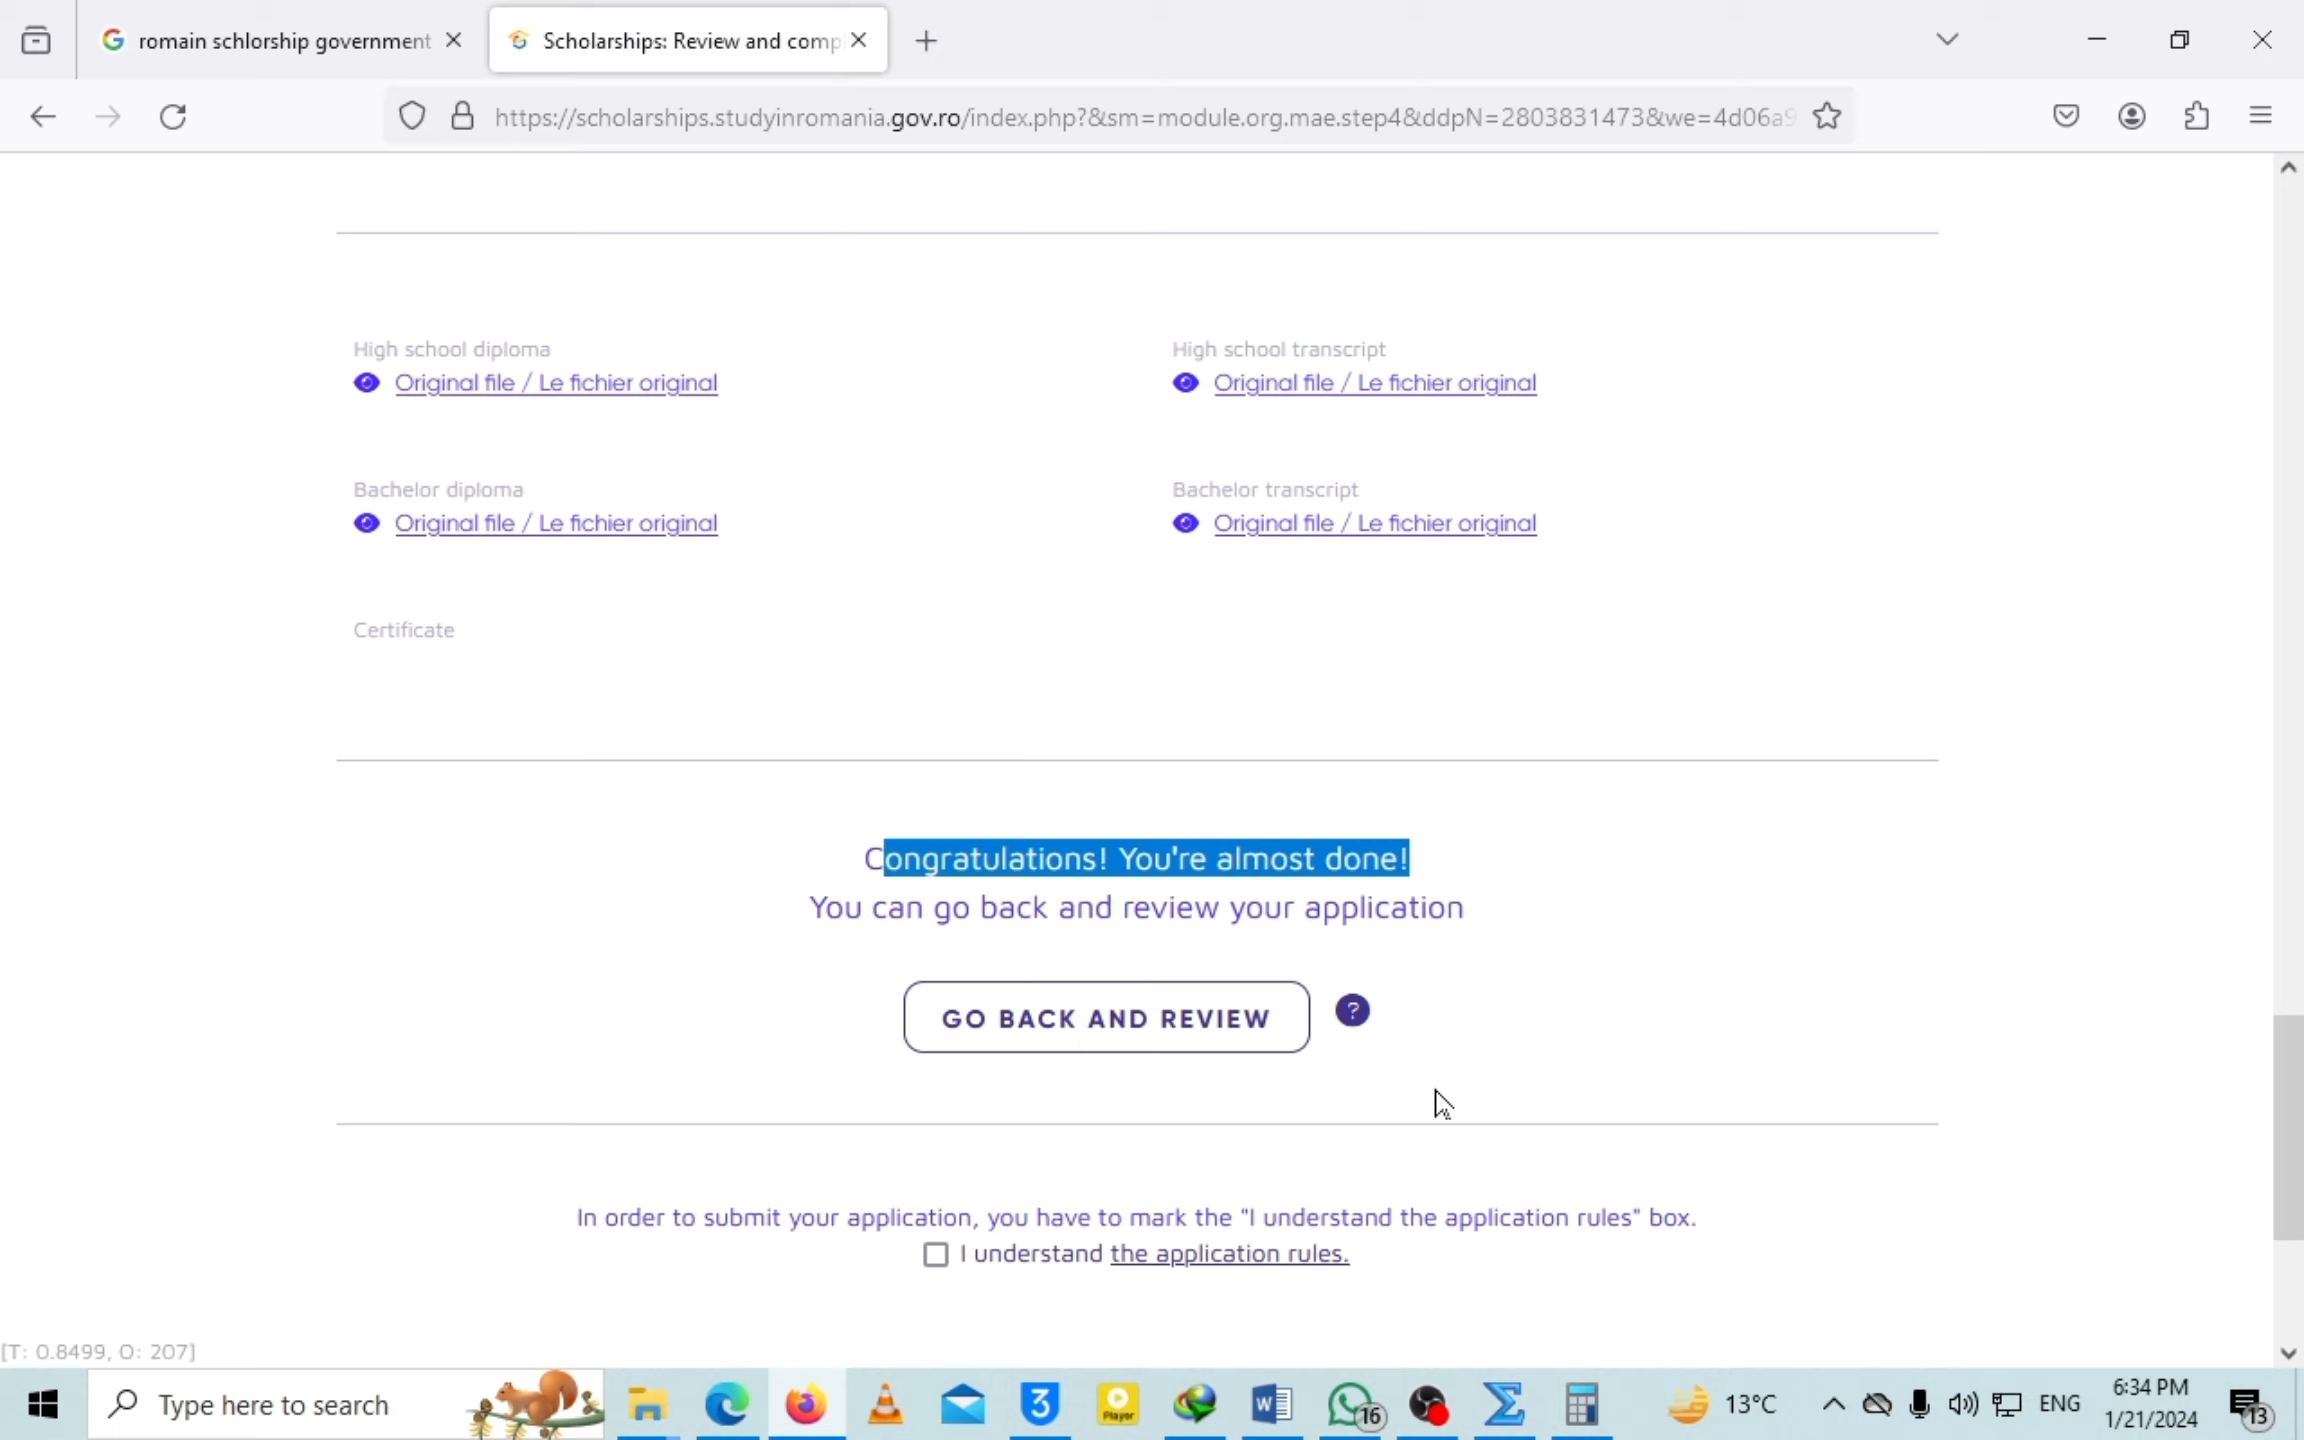 romain schlorship government
Scholarships: Review and comp
https://scholarships.studyinromania.gov.ro/index.php?&sm=module.org.mae.step4&ddpN=2803831473&we=4d06a9
High school diploma
Original file / Le fichier original
High school transcript
Original file / Le fichier original
Bachelor diploma
Original file / Le fichier original
Bachelor transcript
Original file / Le fichier original
Certificate
Congratulations! You're almost done!
You can go back and review your application
GO BACK AND REVIEW
?
In order to submit your application, you have to mark the "I understand the application rules" box.
I understand the application rules.
[T: 0.8499, O: 207]
Type here to search
3
Player
16
13°C
ENG
6:34 PM
1/21/2024
13